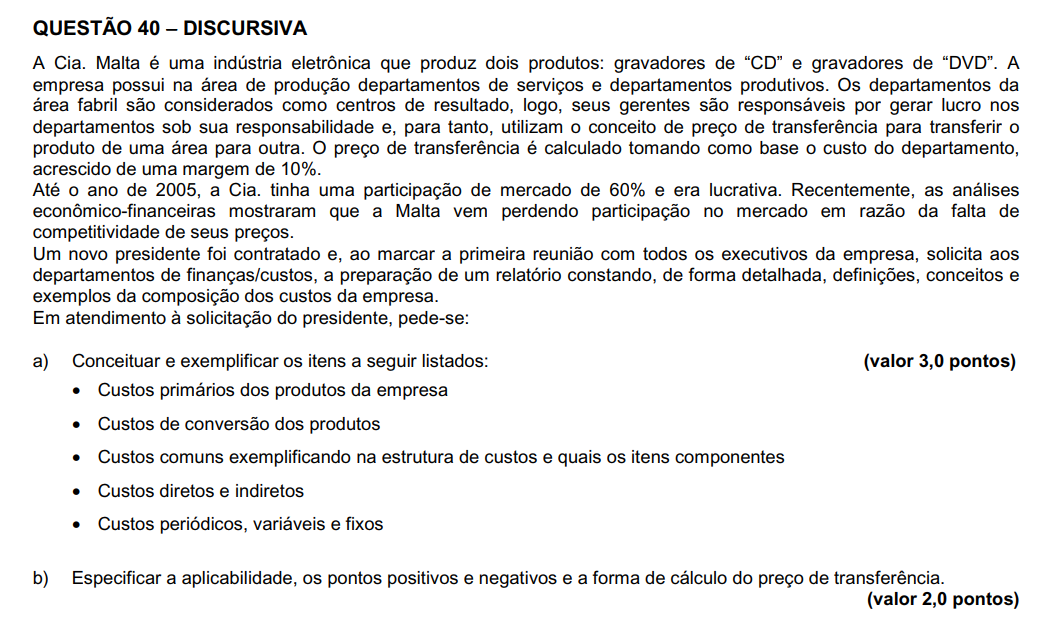 QUESTÃO 40 – DISCURSIVA
A Cia. Malta é uma indústria eletrônica que produz dois produtos: gravadores de “CD” e gravadores de “DVD”. A
empresa possui na área de produção departamentos de serviços e departamentos produtivos. Os departamentos da
área fabril são considerados como centros de resultado, logo, seus gerentes são responsáveis por gerar lucro nos
departamentos sob sua responsabilidade e, para tanto, utilizam o conceito de preço de transferência para transferir o
produto de uma área para outra. O preço de transferência é calculado tomando como base o custo do departamento,
acrescido de uma margem de 10%.
Até o ano de 2005, a Cia. tinha uma participação de mercado de 60% e era lucrativa. Recentemente, as análises
econômico-financeiras mostraram que a Malta vem perdendo participação no mercado em razão da falta de
competitividade de seus preços.
Um novo presidente foi contratado e, ao marcar a primeira reunião com todos os executivos da empresa, solicita aos
departamentos de finanças/custos, a preparação de um relatório constando, de forma detalhada, definições, conceitos e
exemplos da composição dos custos da empresa.
Em atendimento à solicitação do presidente, pede-se:
a) Conceituar e exemplificar os itens a seguir listados: (valor 3,0 pontos)
• Custos primários dos produtos da empresa
• Custos de conversão dos produtos
• Custos comuns exemplificando na estrutura de custos e quais os itens componentes
• Custos diretos e indiretos
• Custos periódicos, variáveis e fixos
b) Especificar a aplicabilidade, os pontos positivos e negativos e a forma de cálculo do preço de transferência.
(valor 2,0 pontos)